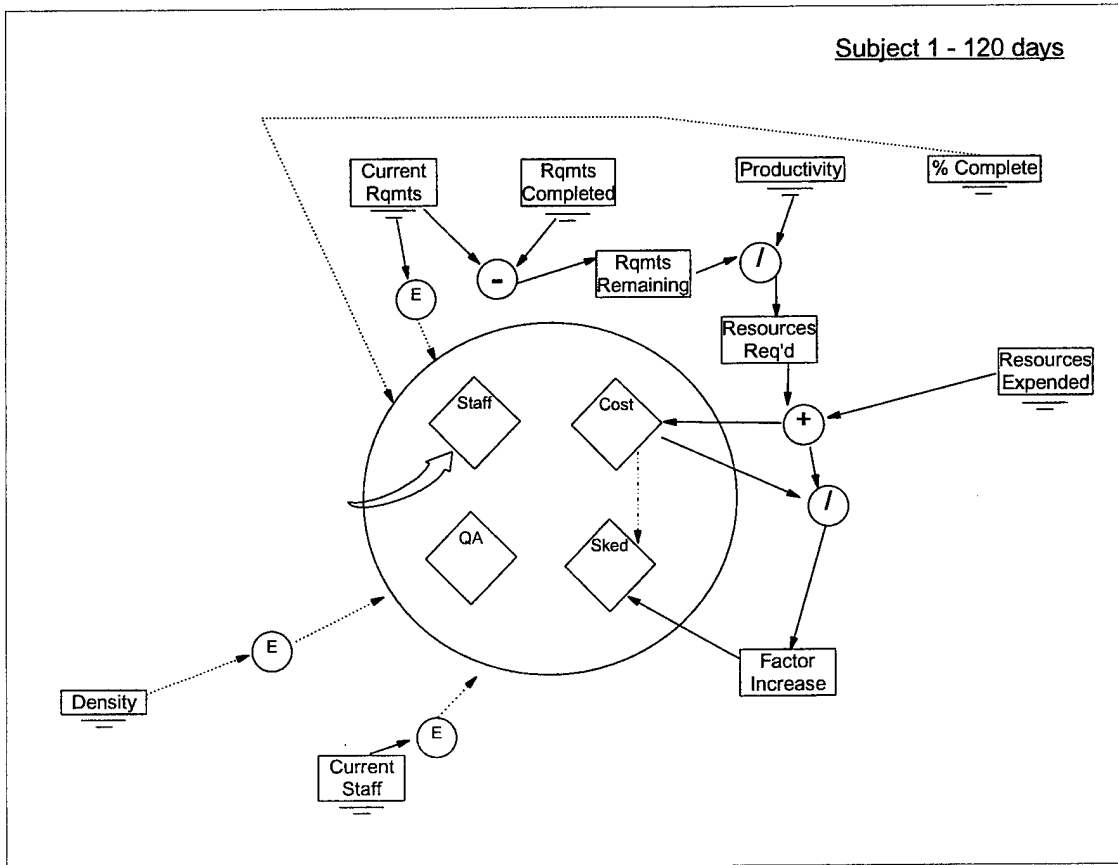 Subject 1 - 120 days
Current
Rqmts
Rqmts
Completed
Productivity
% Complete
E
-
Rqmts
Remaining
/
Resources
Req'd
Resources
Expended
Staff
Cost
+
/
QA
Sked
E
Factor
Increase
Density
E
Current
Staff